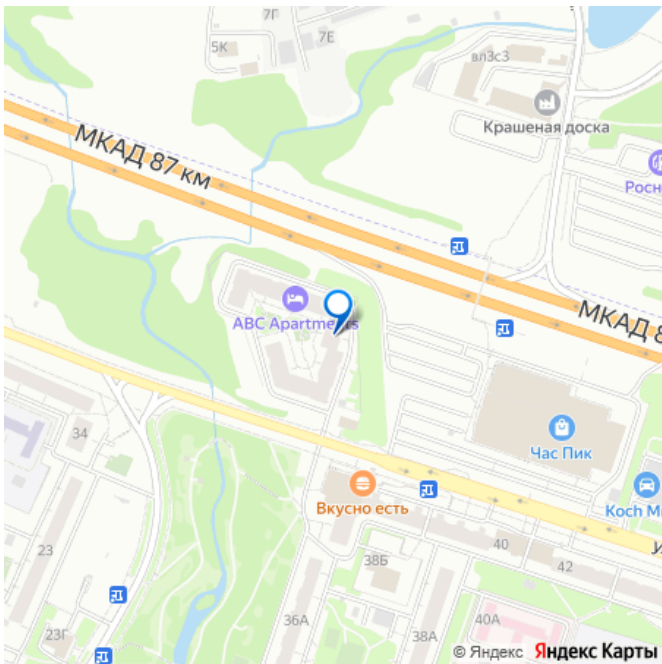 7Г
7Е
5К
вл3с3
Крашеная доска
МКАД 87 км
Росн
ABC Apartments
МКАД 8
34
Час Пик
Вкусно есть
Koch M
23
40
42
38Б
36А
38А
40А
23Г
© Яндекс Яндекс Карты